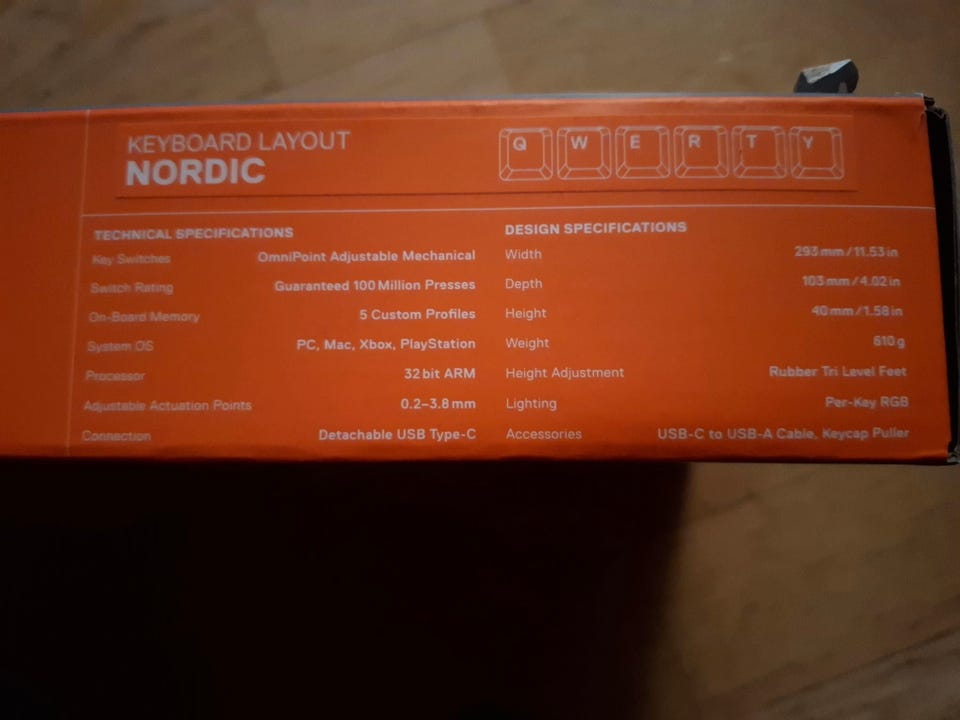 KEYBOARD LAYOUT
NORDIC
Q W E R T Y
TECHNICAL SPECIFICATIONS
Key Switches OmniPoint Adjustable Mechanical
Switch Rating Guaranteed 100 Million Presses
On-Board Memory 5 Custom Profiles
System OS PC, Mac, Xbox, PlayStation
Processor 32 bit ARM
Adjustable Actuation Points 0.2–3.8 mm
Connection Detachable USB Type-C
DESIGN SPECIFICATIONS
Width 293 mm / 11.53 in
Depth 103 mm / 4.02 in
Height 40 mm / 1.58 in
Weight 610 g
Height Adjustment Rubber Tri Level Feet
Lighting Per-Key RGB
Accessories USB-C to USB-A Cable, Keycap Puller